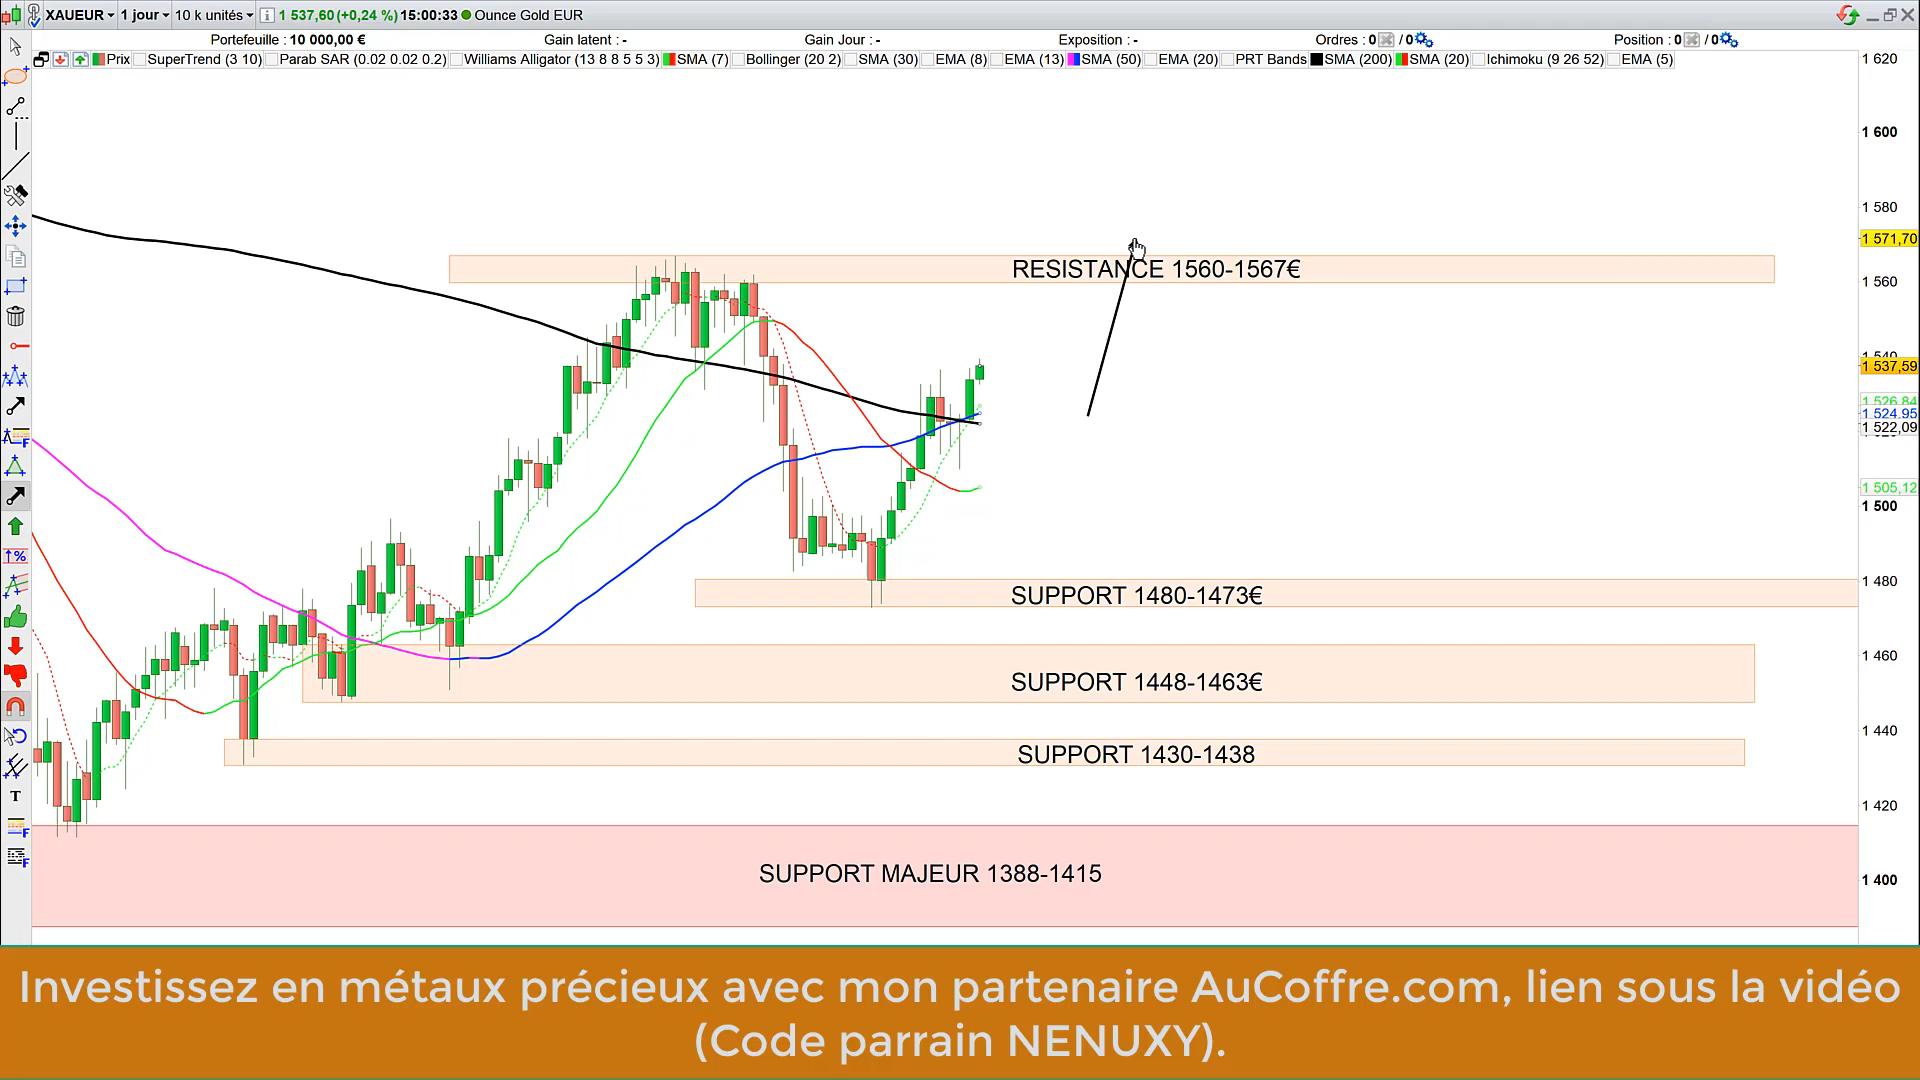 XAUEUR 1 jour 10 k unités 1 537,60 (+0,24 %) 15:00:33 Ounce Gold EUR
Portefeuille : 10 000,00 € Gain latent : - Gain Jour : - Exposition : - Ordres : 0 / 0 Position : 0 / 0
Prix SuperTrend (3 10) Parab SAR (0.02 0.02 0.2) Williams Alligator (13 8 8 5 5 3) SMA (7) Bollinger (20 2) SMA (30) EMA (8) EMA (13) SMA (50) EMA (20) PRT Bands SMA (200) SMA (20) Ichimoku (9 26 52) EMA (5)
1 620
1 600
1 580
1 571,70
RESISTANCE 1560-1567€
1 560
1 540
1 537,59
1 526,84
1 524,95
1 522,09
1 505,12
1 500
1 480
SUPPORT 1480-1473€
1 460
SUPPORT 1448-1463€
1 440
SUPPORT 1430-1438
1 420
SUPPORT MAJEUR 1388-1415
1 400
Investissez en métaux précieux avec mon partenaire AuCoffre.com, lien sous la vidéo
(Code parrain NENUXY).